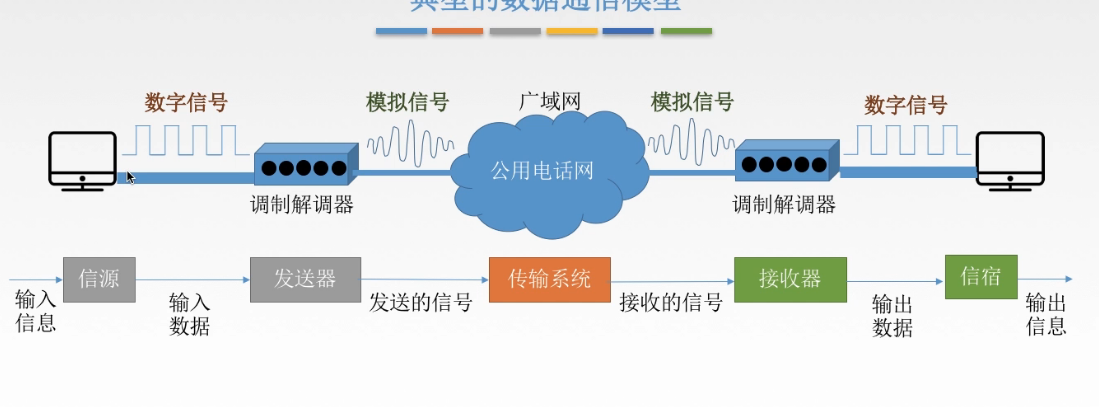 典型的数据通信模型
数字信号
模拟信号
广域网
模拟信号
数字信号
公用电话网
调制解调器
调制解调器
信源
发送器
传输系统
接收器
信宿
输入
信息
输入
数据
发送的信号
接收的信号
输出
数据
输出
信息